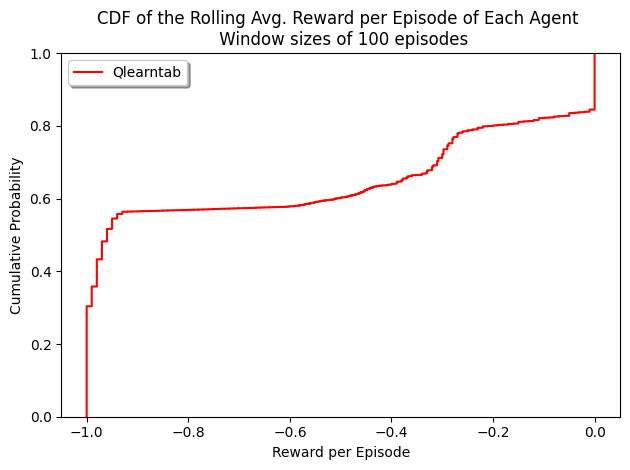 CDF of the Rolling Avg. Reward per Episode of Each Agent
Window sizes of 100 episodes
Qlearntab
1.0
0.8
0.6
0.4
0.2
0.0
Cumulative Probability
−1.0 −0.8 −0.6 −0.4 −0.2 0.0
Reward per Episode